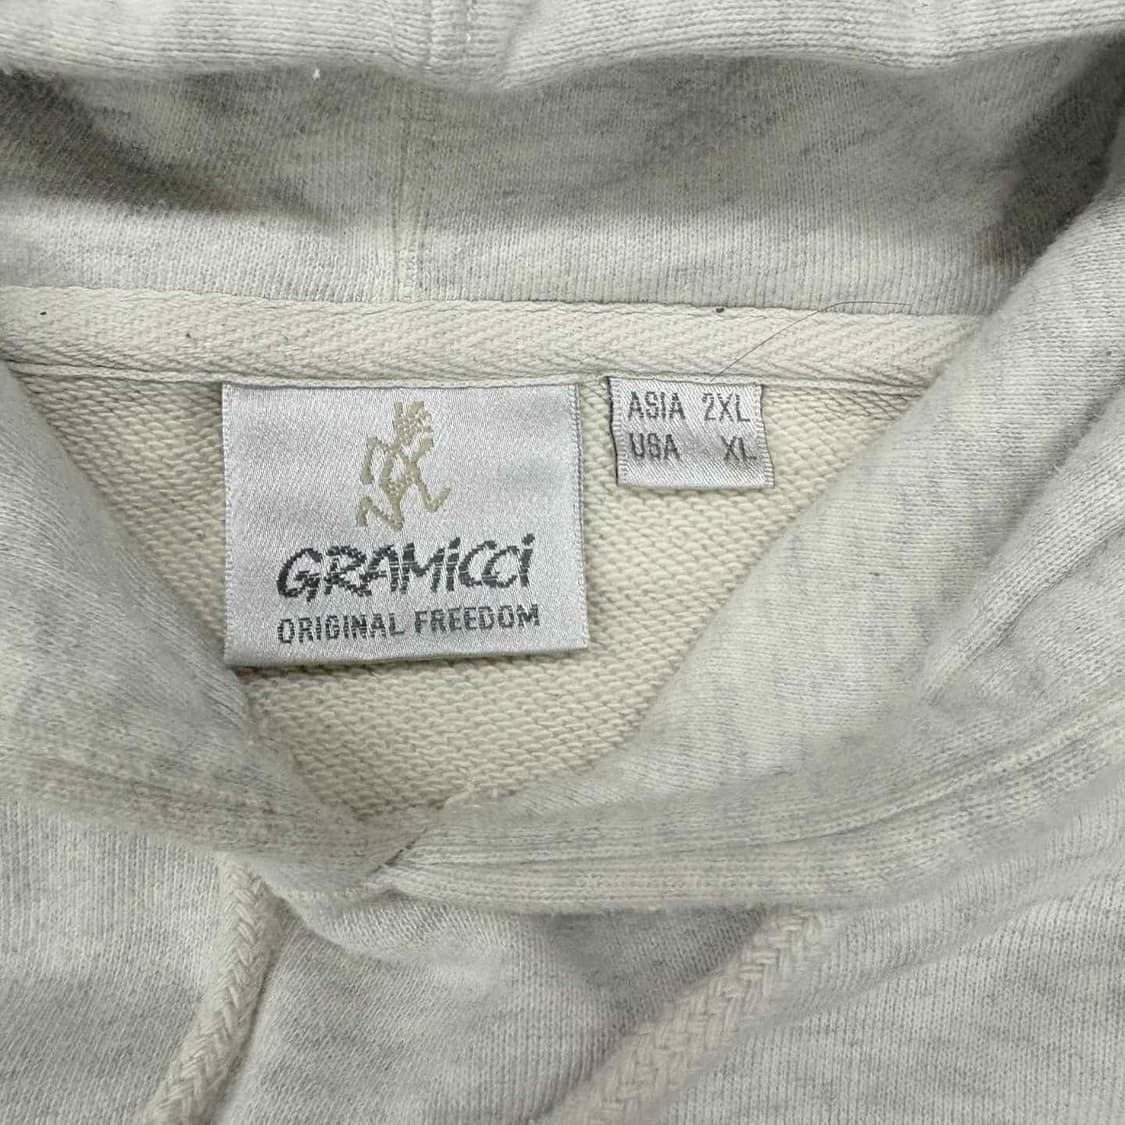 GRAMiCCi
ORIGINAL FREEDOM
ASIA 2XL
USA XL